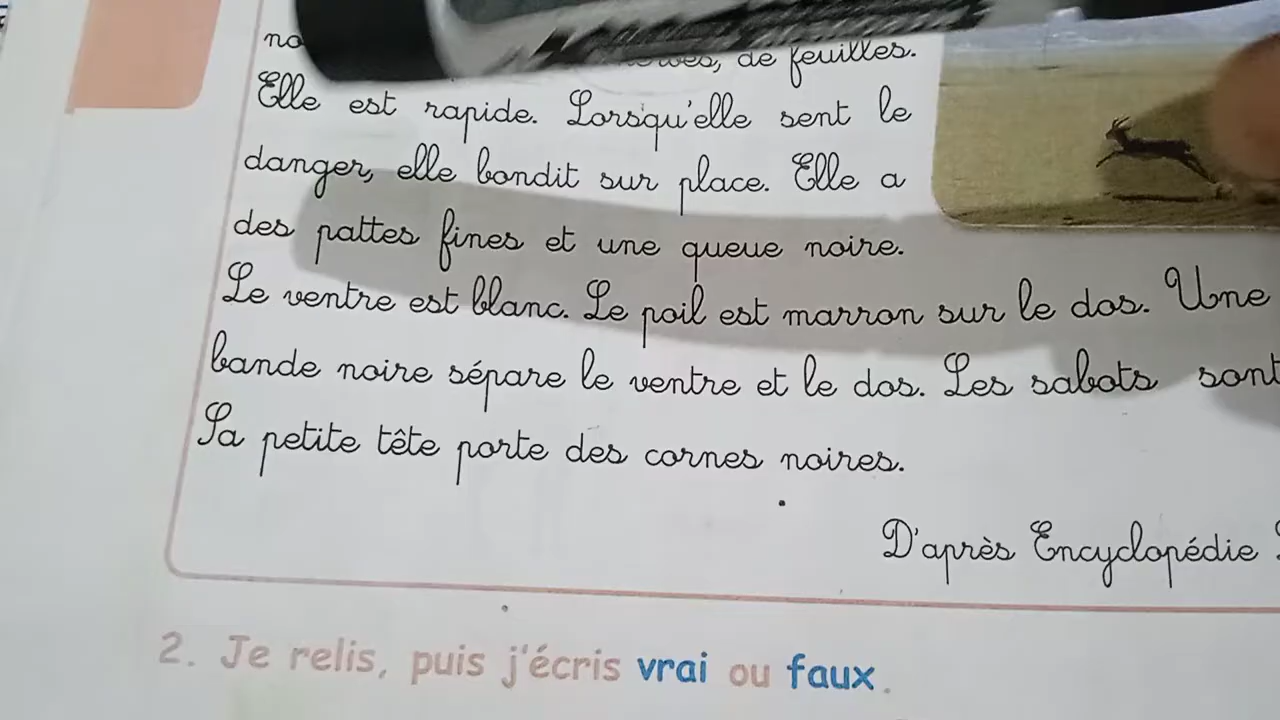 de feuilles.
Elle est rapide. Lorsqu'elle sent le
danger, elle bondit sur place. Elle a
des pattes fines et une queue noire.
Le ventre est blanc. Le poil est marron sur le dos. Une
bande noire sépare le ventre et le dos. Les sabots sont
Sa petite tête porte des cornes noires.
D'après Encyclopédie
2. Je relis, puis j'écris vrai ou faux.